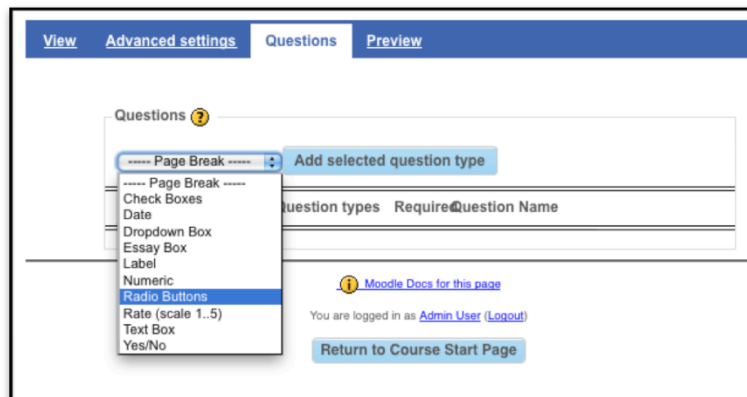 View Advanced settings Questions Preview
Questions ?
----- Page Break ----- Add selected question type
----- Page Break -----
Check Boxes
Question types Required Question Name
Date
Dropdown Box
Essay Box
Label
Numeric
i Moodle Docs for this page
Radio Buttons
Rate (scale 1..5) You are logged in as Admin User (Logout)
Text Box
Yes/No
Return to Course Start Page